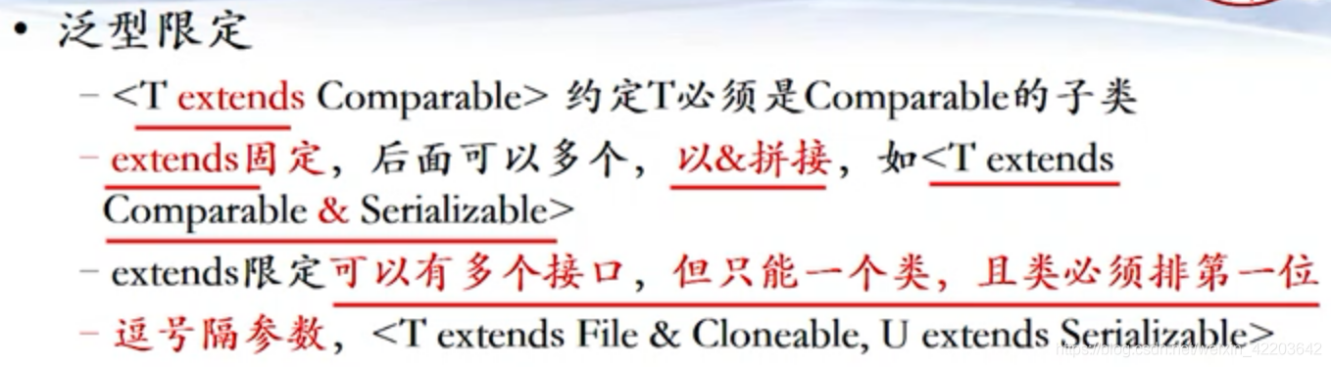 • 泛型限定
– <T extends Comparable> 约定T必须是Comparable的子类
– extends固定，后面可以多个，以&拼接，如<T extends
Comparable & Serializable>
– extends限定可以有多个接口，但只能一个类，且类必须排第一位
– 逗号隔参数，<T extends File & Cloneable, U extends Serializable>
https://blog.csdn.net/weixin_42203642